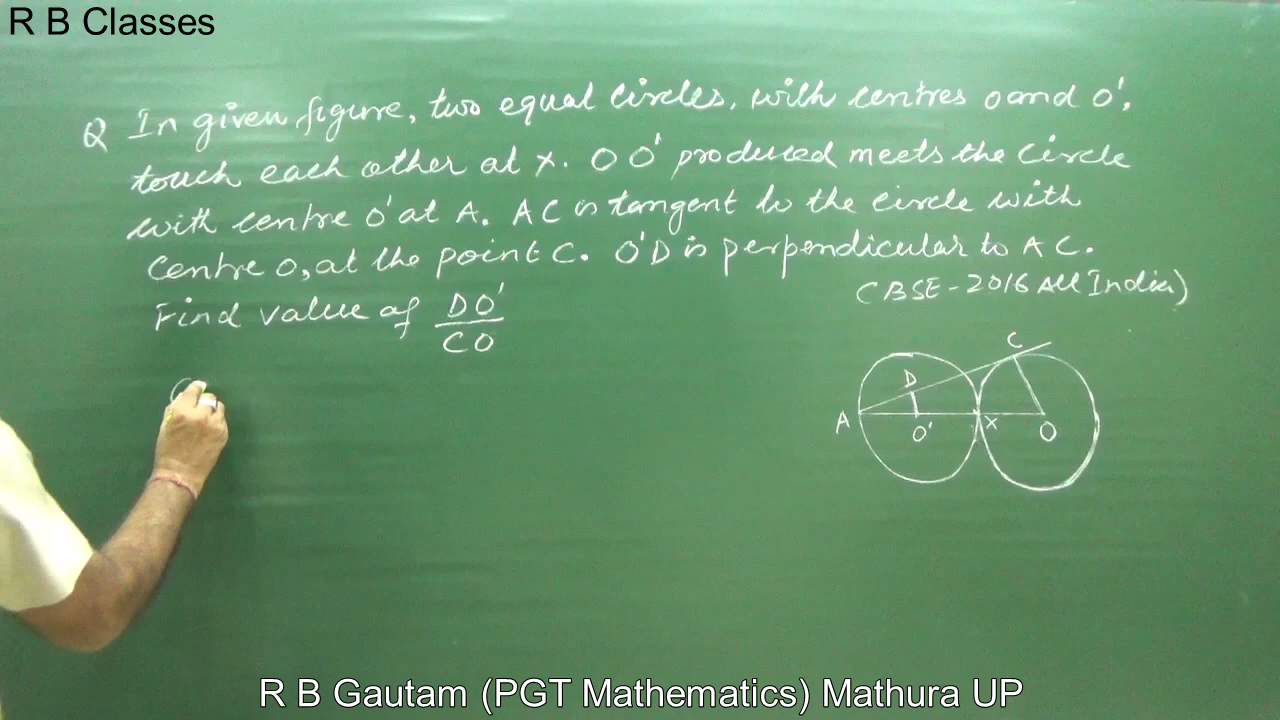 R B Classes
Q In given figure, two equal circles, with centres O and O',
touch each other at X. OO' produced meets the circle
with centre O' at A. AC is tangent to the circle with
centre O, at the point C. O'D is perpendicular to AC.
(CBSE-2016 All India)
Find value of DO'
CO
C
D
A
O'
X
O
R B Gautam (PGT Mathematics) Mathura UP